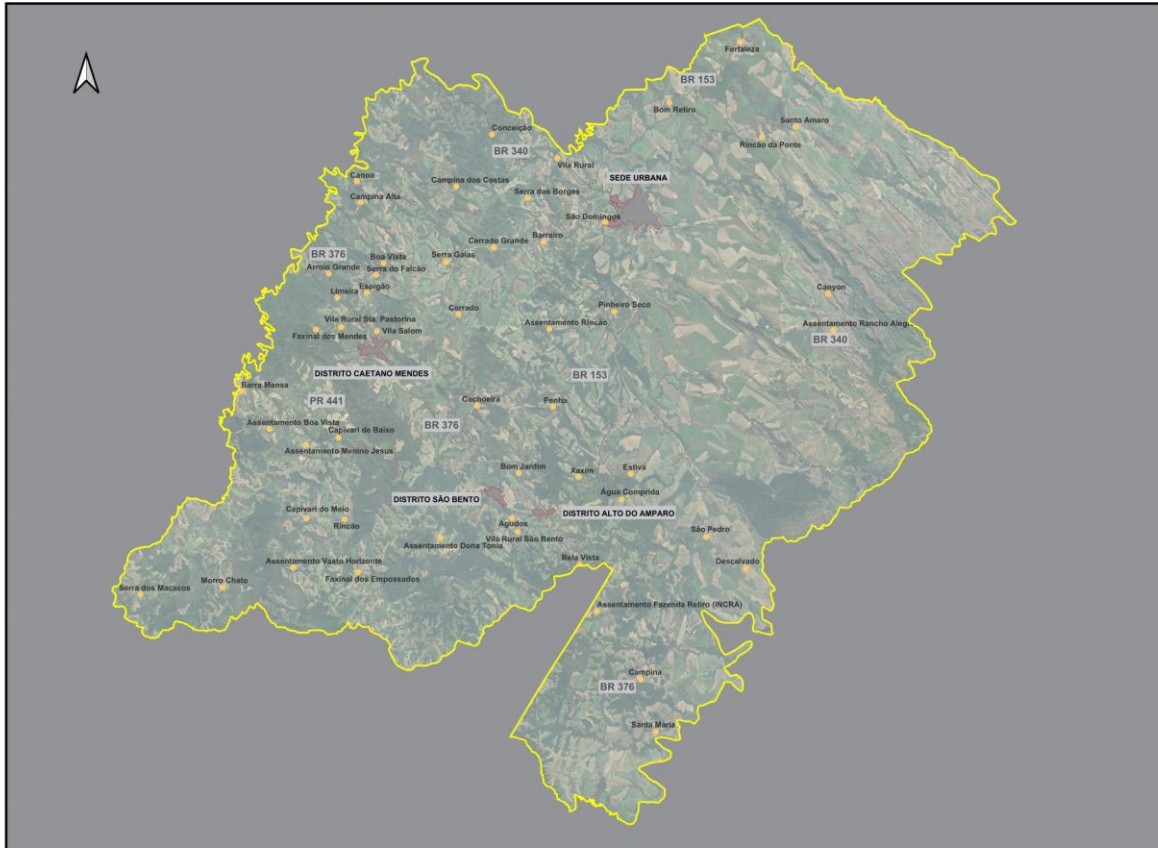 Fortaleza
BR 153
Bom Retiro
Santo Amaro
Conceição
Rincão da Ponte
BR 340
Vila Rural
Canoa
Campina dos Costas
SEDE URBANA
Campina Alta
Serra dos Borges
São Domingos
Barreiro
Cerrado Grande
BR 376
Boa Vista
Serra Gaias
Arroio Grande
Serra do Falcão
Espigão
Limeira
Canyon
Pinheiro Seco
Cerrado
Vila Rural Sta. Pastorina
Assentamento Rincão
Assentamento Rancho Aleg
Vila Salom
Faxinal dos Mendes
BR 340
DISTRITO CAETANO MENDES
BR 153
Barra Mansa
PR 441
Cachoeira
Penha
BR 376
Assentamento Boa Vista
Capivari de Baixo
Assentamento Menino Jesus
Bom Jardim
Xaxim
Estiva
Água Comprida
DISTRITO SÃO BENTO
Capivari do Meio
DISTRITO ALTO DO AMPARO
Rincão
Agudos
São Pedro
Vila Rural São Bento
Assentamento Dona Tonia
Bela Vista
Assentamento Vasto Horizonte
Descalvado
Faxinal dos Empossados
Morro Chato
Serra dos Macacos
Assentamento Fazenda Retiro (INCRA)
Campina
BR 376
Santa Maria